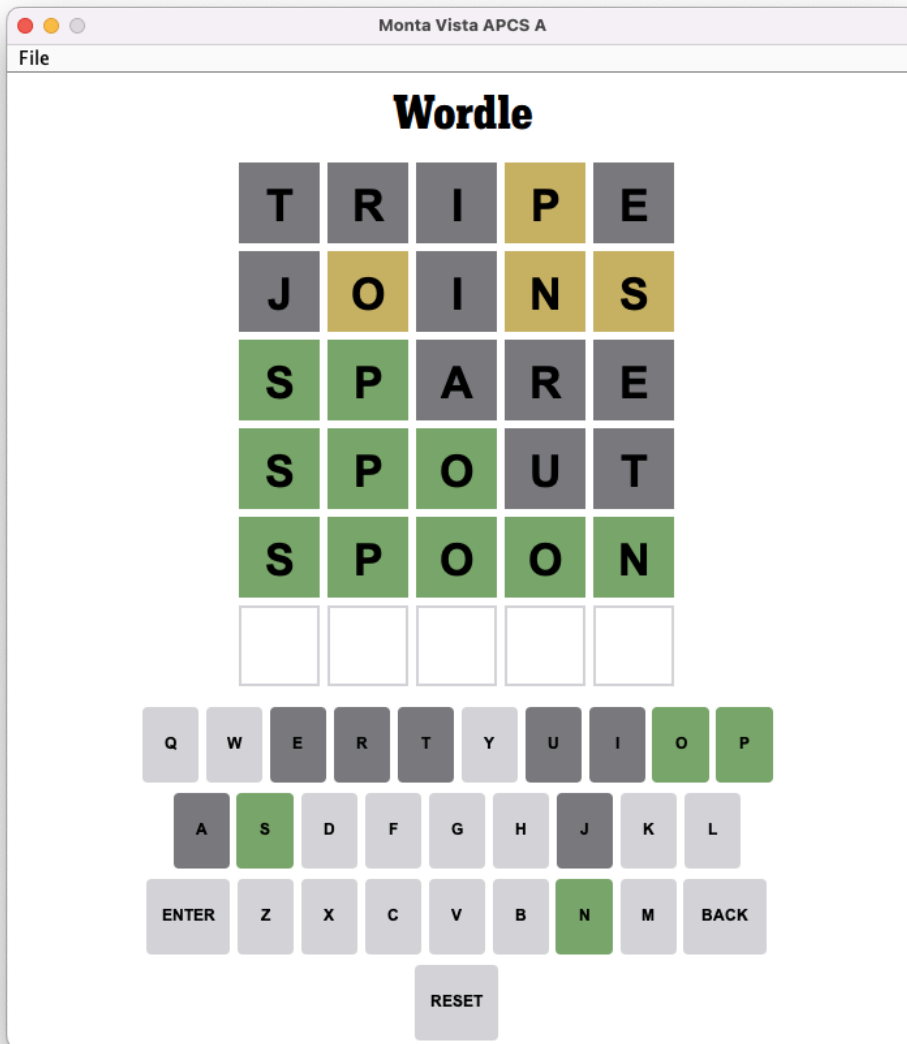 Monta Vista APCS A
File
Wordle
T R I P E
J O I N S
S P A R E
S P O U T
S P O O N
Q W E R T Y U I O P
A S D F G H J K L
ENTER Z X C V B N M BACK
RESET